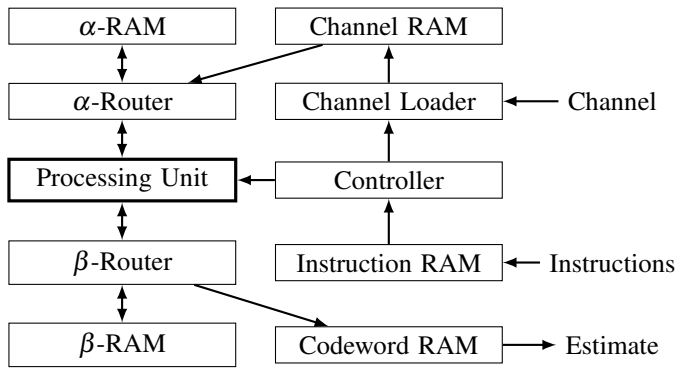 α-RAM
Channel RAM
α-Router
Channel Loader
Channel
Processing Unit
Controller
β-Router
Instruction RAM
Instructions
β-RAM
Codeword RAM
Estimate